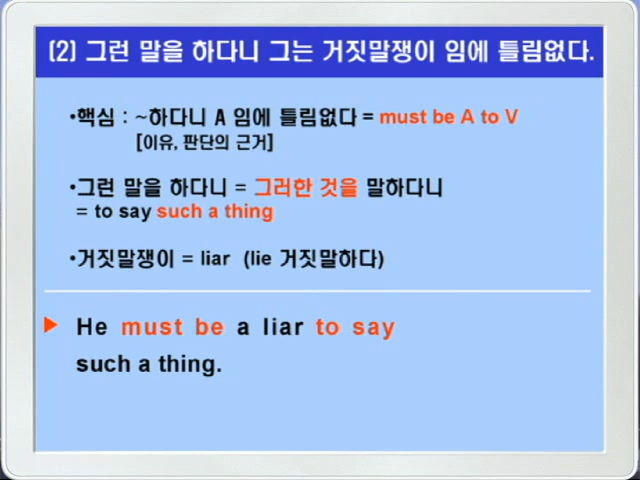 (2) 그런 말을 하다니 그는 거짓말쟁이 임에 틀림없다.
•핵심 : ~하다니 A 임에 틀림없다 = must be A to V
[이유, 판단의 근거]
•그런 말을 하다니 = 그러한 것을 말하다니
= to say such a thing
•거짓말쟁이 = liar (lie 거짓말하다)
▶ He must be a liar to say
such a thing.